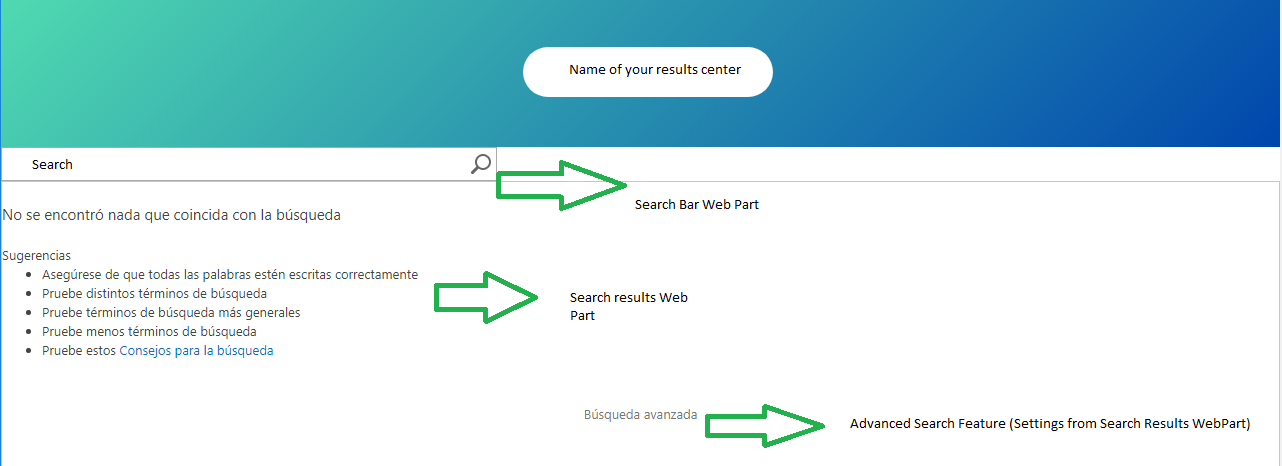 Name of your results center
Search
Search Bar Web Part
No se encontró nada que coincida con la búsqueda
Sugerencias
Asegúrese de que todas las palabras estén escritas correctamente
Pruebe distintos términos de búsqueda
Pruebe términos de búsqueda más generales
Pruebe menos términos de búsqueda
Pruebe estos Consejos para la búsqueda
Search results Web
Part
Búsqueda avanzada
Advanced Search Feature (Settings from Search Results WebPart)